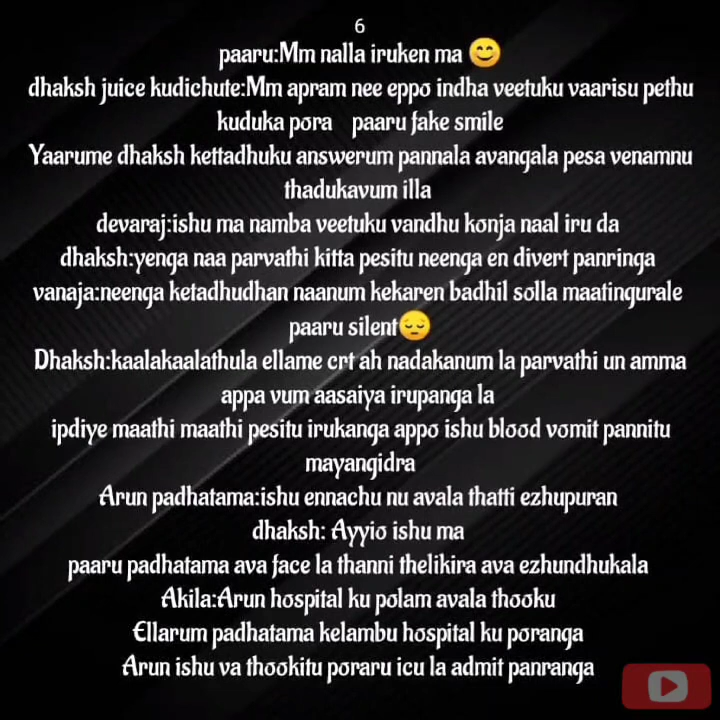 6
paaru:Mm nalla iruken ma 😊
dhaksh juice kudichute:Mm apram nee eppo indha veetuku vaarisu pethu
kuduka pora paaru fake smile
Yaarume dhaksh kettadhuku answerum pannala avangala pesa venamnu
thadukavum illa
devaraj:ishu ma namba veetuku vandhu konja naal iru da
dhaksh:yenga naa parvathi kitta pesitu neenga en divert panringa
vanaja:neenga ketadhudhan naanum kekaren badhil solla maatingurale
paaru silent😔
Dhaksh:kaalakaalathula ellame crt ah nadakanum la parvathi un amma
appa vum aasaiya irupanga la
ipdiye maathi maathi pesitu irukanga appo ishu blood vomit pannitu
mayangidra
Arun padhatama:ishu ennachu nu avala thatti ezhupuran
dhaksh: Ayyio ishu ma
paaru padhatama ava face la thanni thelikira ava ezhundhukala
Akila:Arun hospital ku polam avala thooku
Ellarum padhatama kelambu hospital ku poranga
Arun ishu va thookitu poraru icu la admit panranga